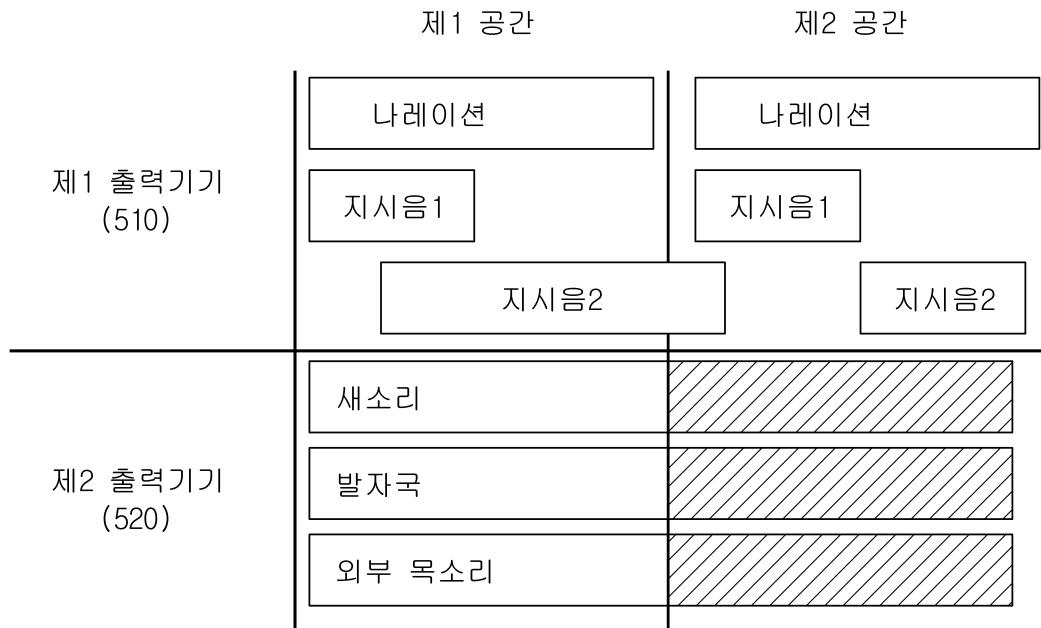 제1 공간
제2 공간
나레이션
나레이션
제1 출력기기
(510)
지시음1
지시음1
지시음2
지시음2
새소리
제2 출력기기
(520)
발자국
외부 목소리